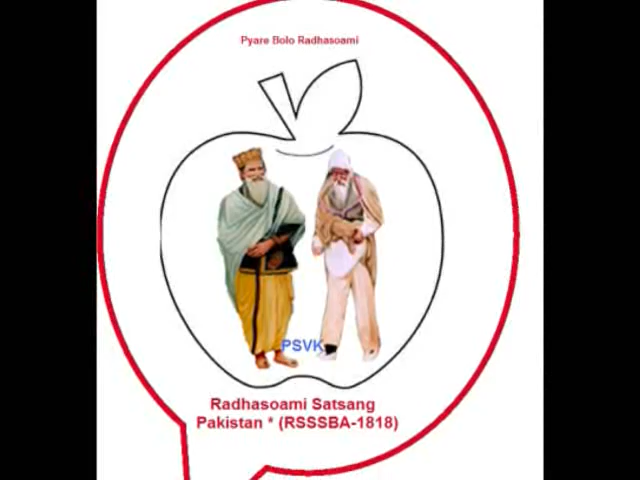 Pyare Bolo Radhasoami
PSVK
Radhasoami Satsang
Pakistan * (RSSSBA-1818)